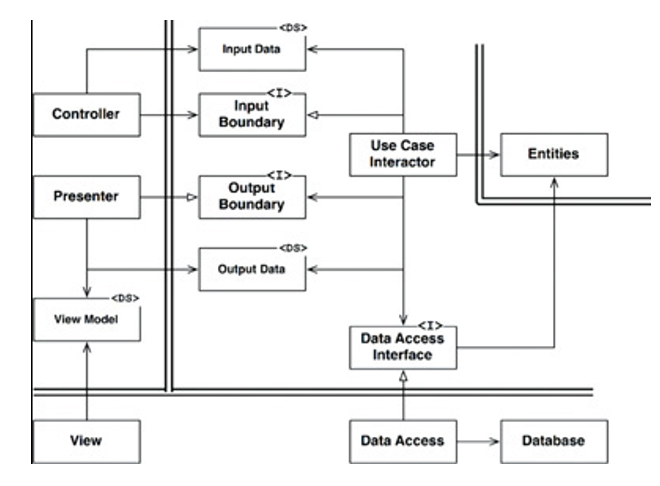 <DS>
Input Data
<I>
Controller
Input
Boundary
Use Case
Interactor
Entities
<I>
Presenter
Output
Boundary
<DS>
Output Data
<DS>
View Model
<I>
Data Access
Interface
View
Data Access
Database